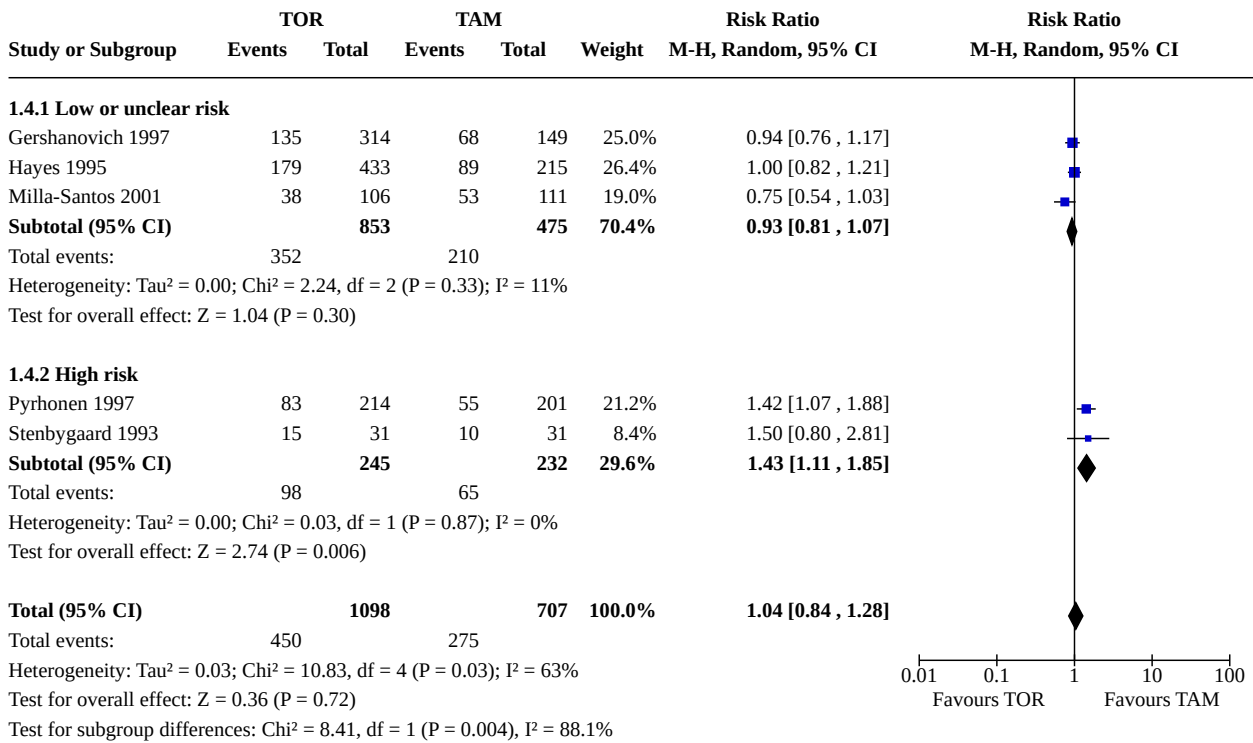 TOR TAM Risk Ratio Risk Ratio
Study or Subgroup Events Total Events Total Weight M-H, Random, 95% CI M-H, Random, 95% CI
1.4.1 Low or unclear risk
Gershanovich 1997 135 314 68 149 25.0% 0.94 [0.76 , 1.17]
Hayes 1995 179 433 89 215 26.4% 1.00 [0.82 , 1.21]
Milla-Santos 2001 38 106 53 111 19.0% 0.75 [0.54 , 1.03]
Subtotal (95% CI) 853 475 70.4% 0.93 [0.81 , 1.07]
Total events: 352 210
Heterogeneity: Tau² = 0.00; Chi² = 2.24, df = 2 (P = 0.33); I² = 11%
Test for overall effect: Z = 1.04 (P = 0.30)
1.4.2 High risk
Pyrhonen 1997 83 214 55 201 21.2% 1.42 [1.07 , 1.88]
Stenbygaard 1993 15 31 10 31 8.4% 1.50 [0.80 , 2.81]
Subtotal (95% CI) 245 232 29.6% 1.43 [1.11 , 1.85]
Total events: 98 65
Heterogeneity: Tau² = 0.00; Chi² = 0.03, df = 1 (P = 0.87); I² = 0%
Test for overall effect: Z = 2.74 (P = 0.006)
Total (95% CI) 1098 707 100.0% 1.04 [0.84 , 1.28]
Total events: 450 275
Heterogeneity: Tau² = 0.03; Chi² = 10.83, df = 4 (P = 0.03); I² = 63%
0.01 0.1 1 10 100
Test for overall effect: Z = 0.36 (P = 0.72)
Favours TOR Favours TAM
Test for subgroup differences: Chi² = 8.41, df = 1 (P = 0.004), I² = 88.1%